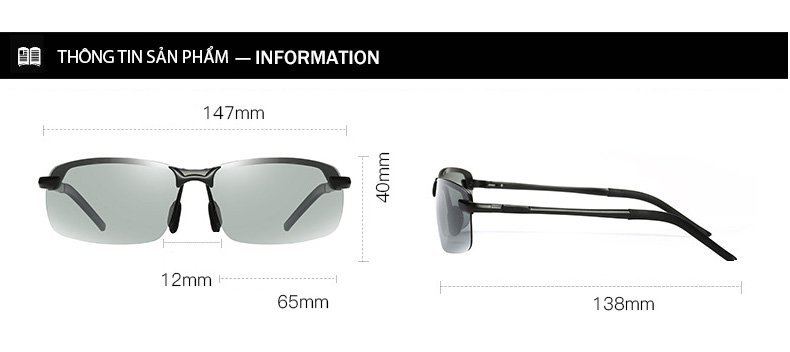 THÔNG TIN SẢN PHẨM — INFORMATION
147mm
40mm
12mm
65mm
138mm